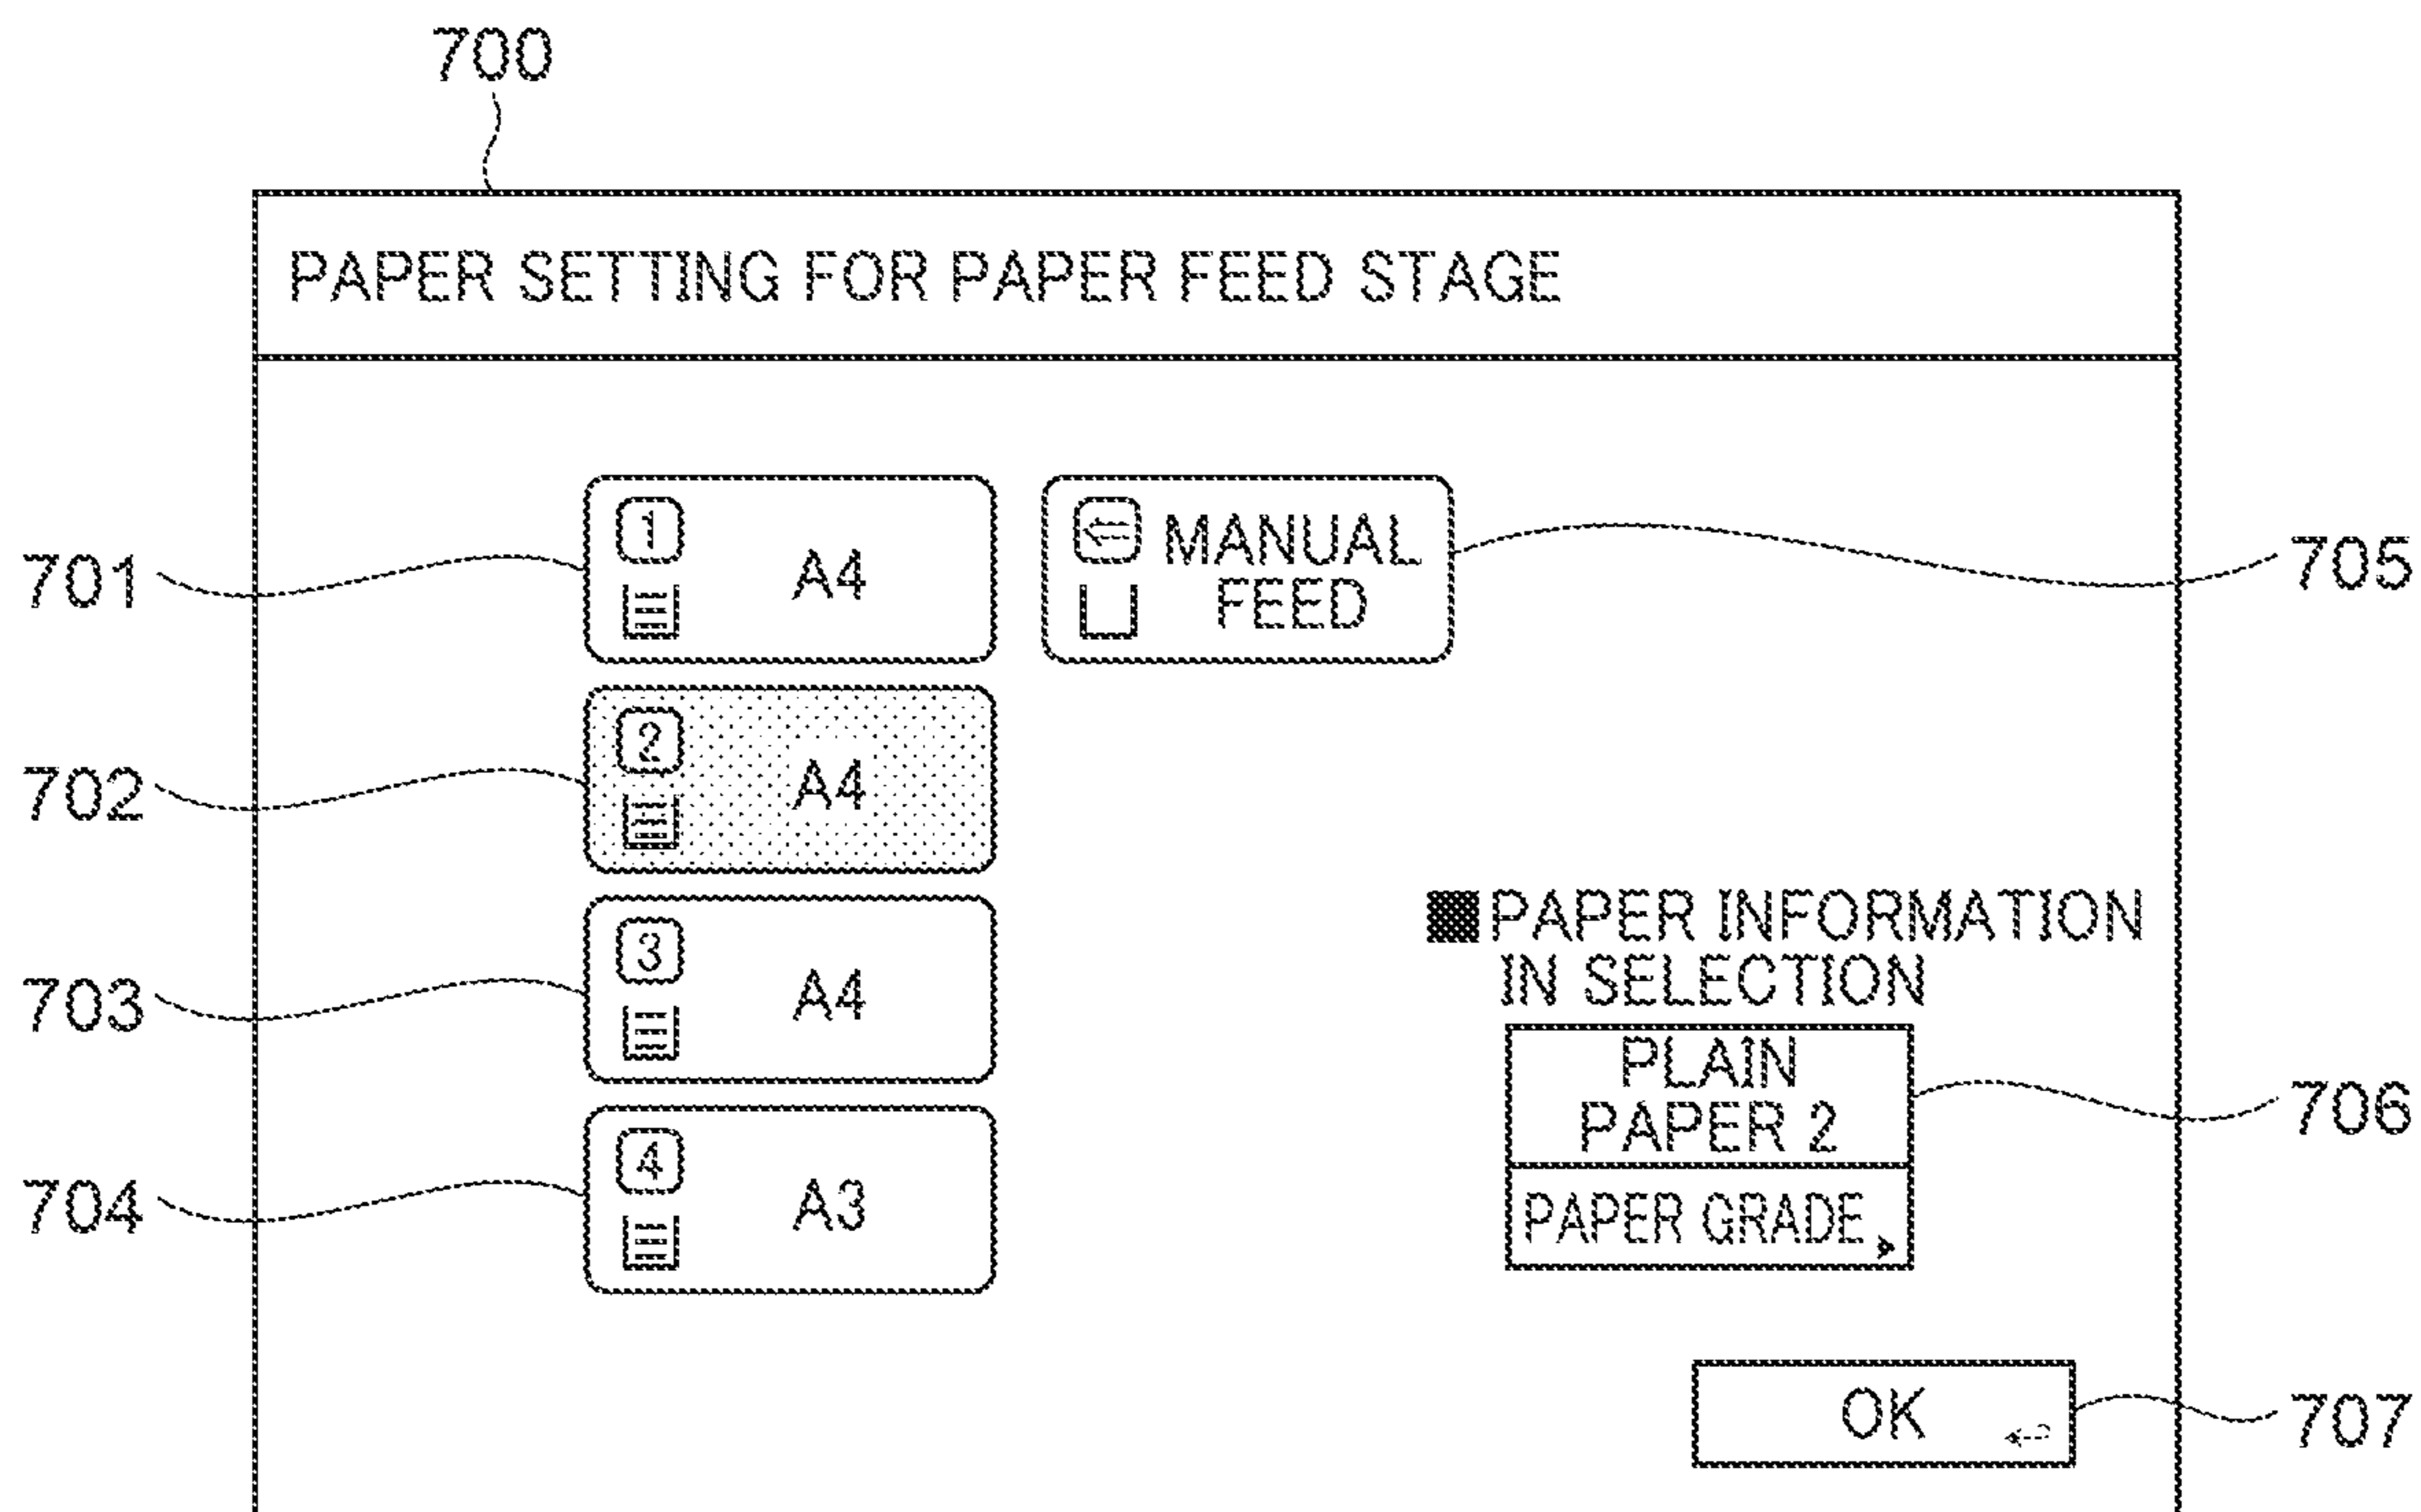 700
PAPER SETTING FOR PAPER FEED STAGE
701
1
A4
MANUAL
FEED
705
702
2
A4
703
3
A4
PAPER INFORMATION
IN SELECTION
PLAIN
PAPER 2
706
704
4
A3
PAPER GRADE
OK
707